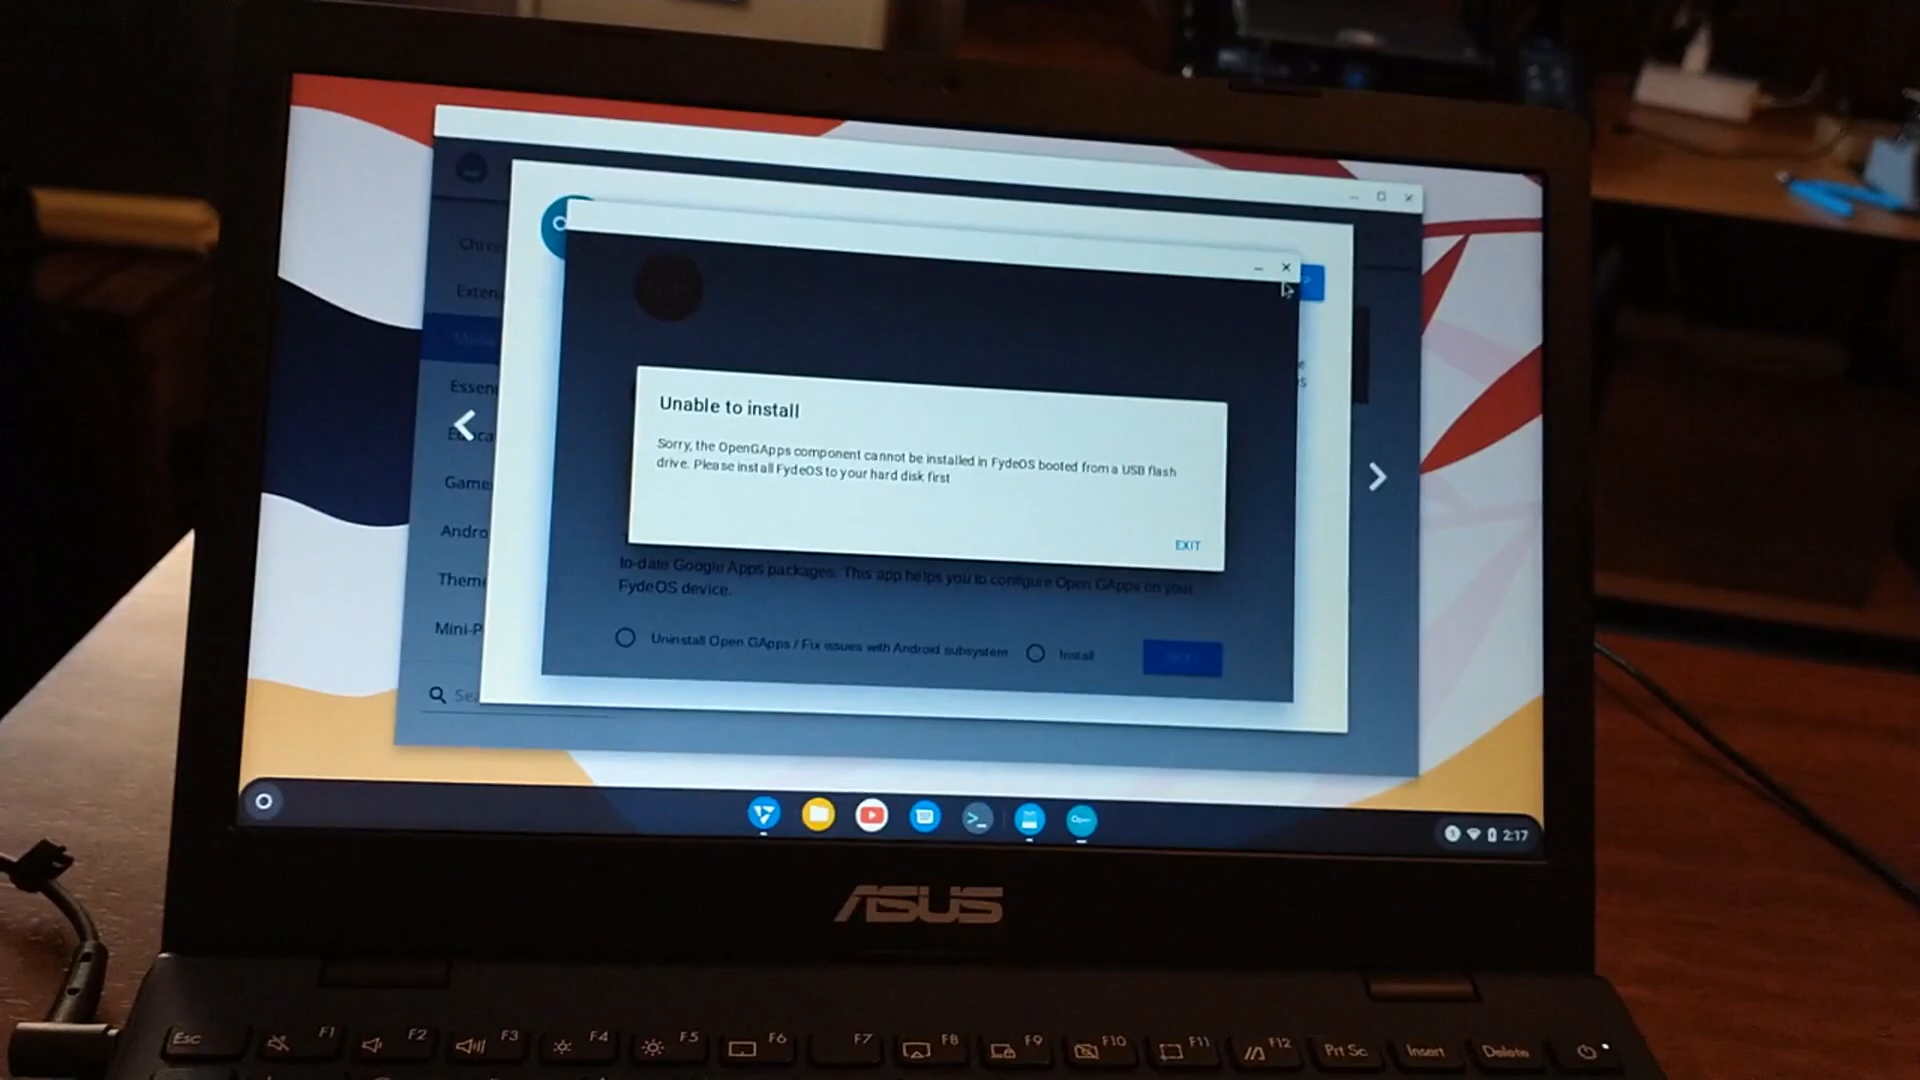 Exten
Essen
Game
Andro
Them
Mini-P
Sea
Unable to install
Sorry, the OpenGApps component cannot be installed in FydeOS booted from a USB flash
drive. Please install FydeOS to your hard disk first
EXIT
to-date Google Apps packages. This app helps you to configure Open GApps on your
FydeOS device.
Uninstall Open GApps / Fix issues with Android subsystem
Install
NEXT
2:17
ASUS
Esc
F1
F2
F3
F4
F5
F6
F7
F8
F9
F10
F11
F12
Prt Sc
Insert
Delete